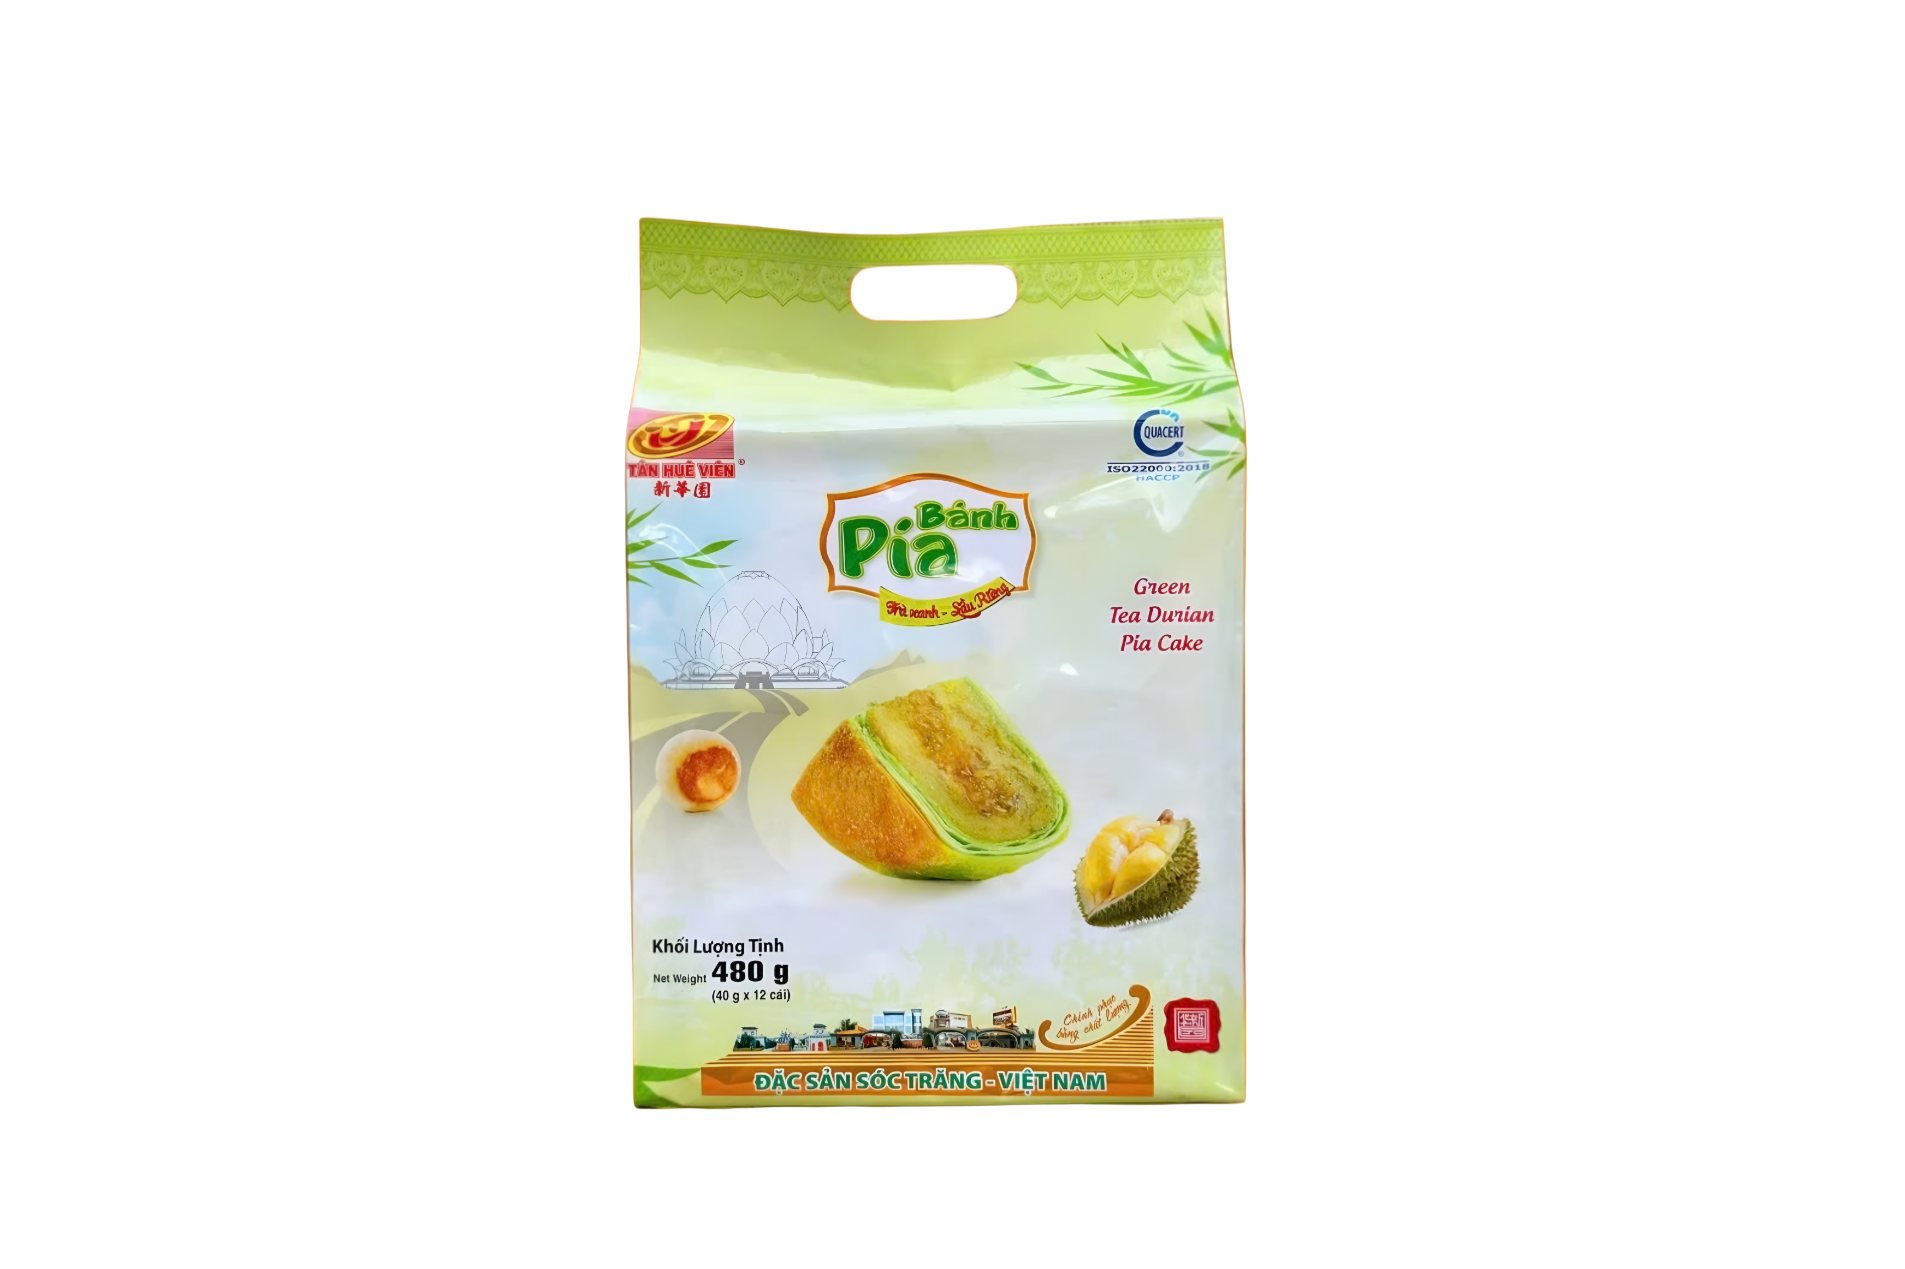 TÂN HUÊ VIÊN®
新華園
QUACERT
®
ISO22000:2018
HACCP
Bánh
Pía
Trà xanh - Sầu Riêng
Green
Tea Durian
Pia Cake
Khối Lượng Tịnh
Net Weight 480 g
(40 g x 12 cái)
Chinh phục
bằng chất lượng
ĐẶC SẢN SÓC TRĂNG - VIỆT NAM